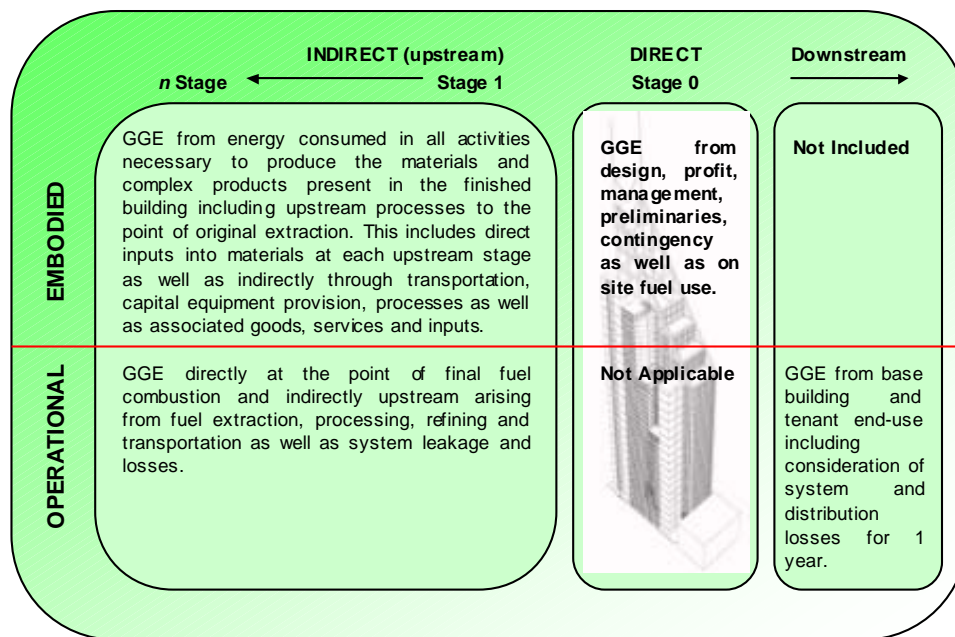 INDIRECT (upstream)
n Stage
Stage 1
DIRECT
Stage 0
Downstream
EMBODIED
GGE from energy consumed in all activities
necessary to produce the materials and
complex products present in the finished
building including upstream processes to the
point of original extraction. This includes direct
inputs into materials at each upstream stage
as well as indirectly through transportation,
capital equipment provision, processes as well
as associated goods, services and inputs.
GGE from
design, profit,
management,
preliminaries,
contingency
as well as on
site fuel use.
Not Included
OPERATIONAL
GGE directly at the point of final fuel
combustion and indirectly upstream arising
from fuel extraction, processing, refining and
transportation as well as system leakage and
losses.
Not Applicable
GGE from base
building and
tenant end-use
including
consideration of
system and
distribution
losses for 1
year.